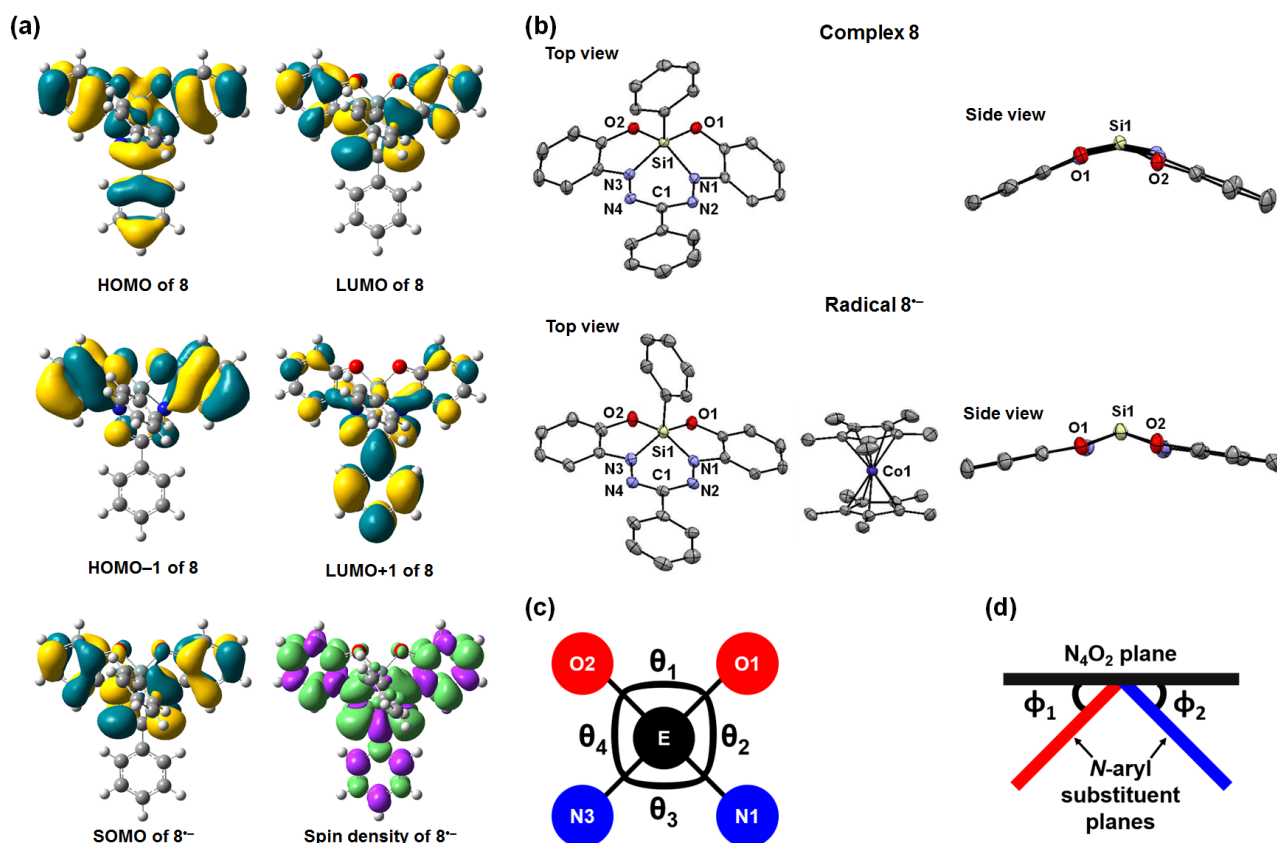 (a)
HOMO of 8
LUMO of 8
HOMO–1 of 8
LUMO+1 of 8
SOMO of 8•–
Spin density of 8•–
(b)
Complex 8
Top view
O2
O1
Si1
N3
N1
C1
N4
N2
Side view
Si1
O1
O2
Radical 8•–
Top view
O2
O1
Si1
N3
N1
C1
N4
N2
Co1
Side view
Si1
O1
O2
(c)
O2
θ1
O1
θ4
E
θ2
N3
θ3
N1
(d)
N4O2 plane
ϕ1
ϕ2
N-aryl
substituent
planes